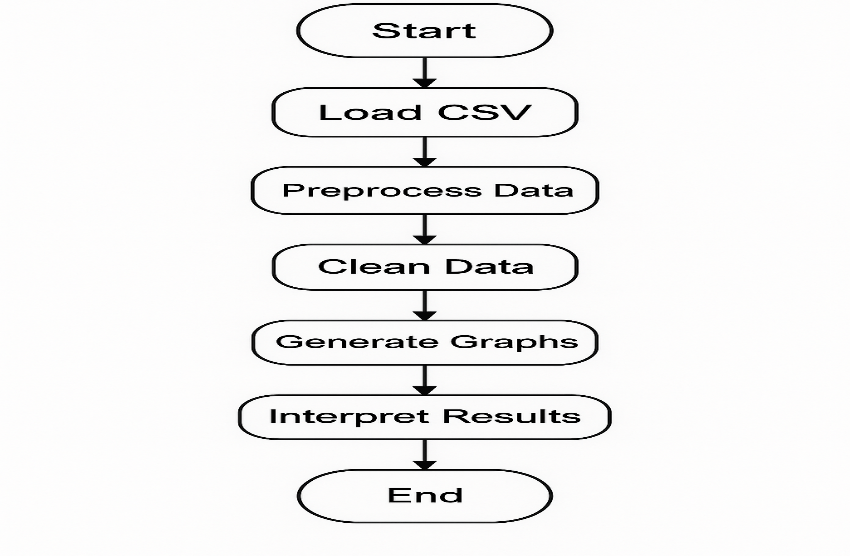 Start
Load CSV
Preprocess Data
Clean Data
Generate Graphs
Interpret Results
End